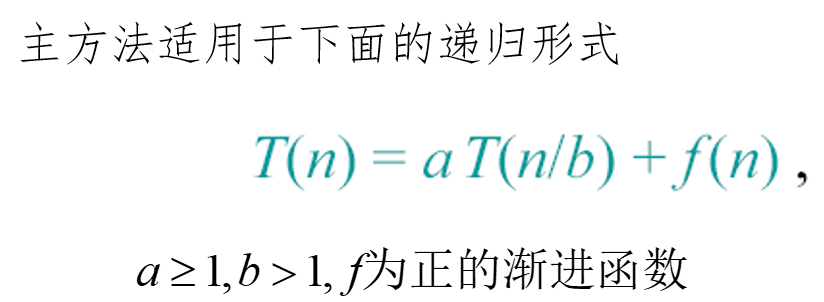 主方法适用于下面的递归形式
T(n) = a T(n/b) + f(n) ,
a ≥ 1, b > 1, f为正的渐进函数